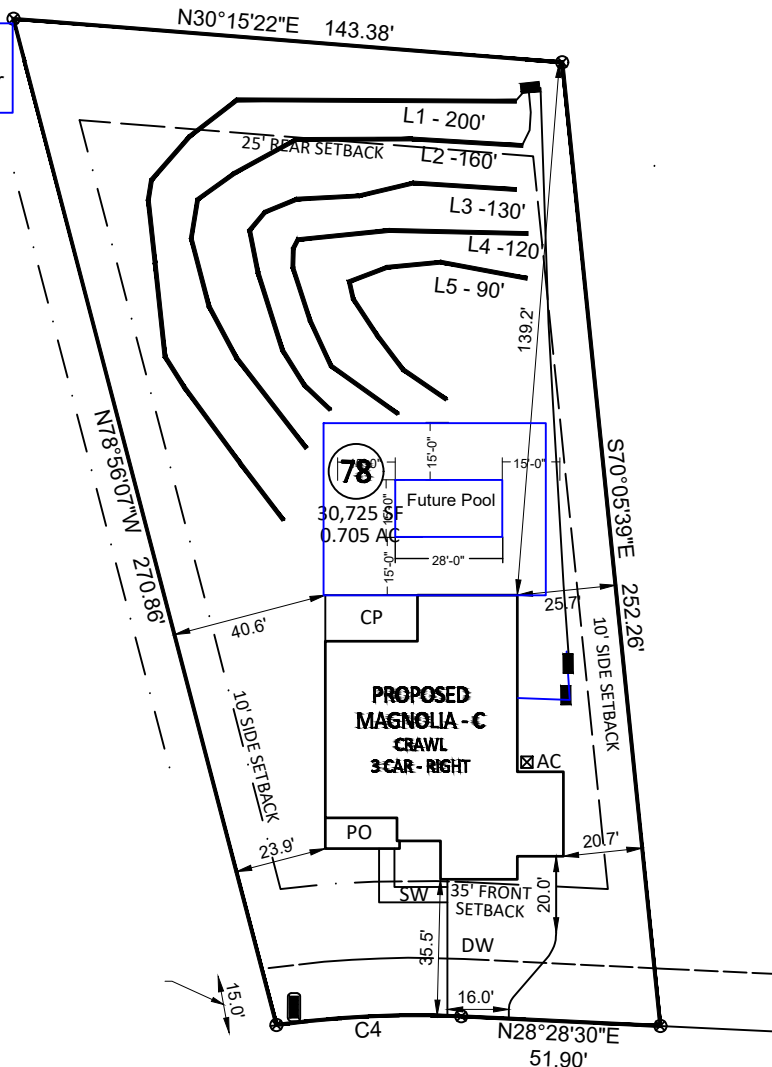 N30°15'22"E 143.38'
r
L1 - 200'
25' REAR SETBACK
L2 -160'
L3 -130'
L4 -120'
L5 - 90'
139.2'
N78°56'07"W 270.86'
S70°05'39"E 252.26'
78
15'-0"
15'-0"
30,725 SF
0.705 AC
Future Pool
28'-0"
15'-0"
40.6'
25.7'
CP
10' SIDE SETBACK
10' SIDE SETBACK
PROPOSED
MAGNOLIA - C
CRAWL
3 CAR - RIGHT
AC
PO
23.9'
20.7'
SW
35' FRONT
SETBACK
20.0'
35.5'
DW
15.0'
16.0'
C4
N28°28'30"E
51.90'